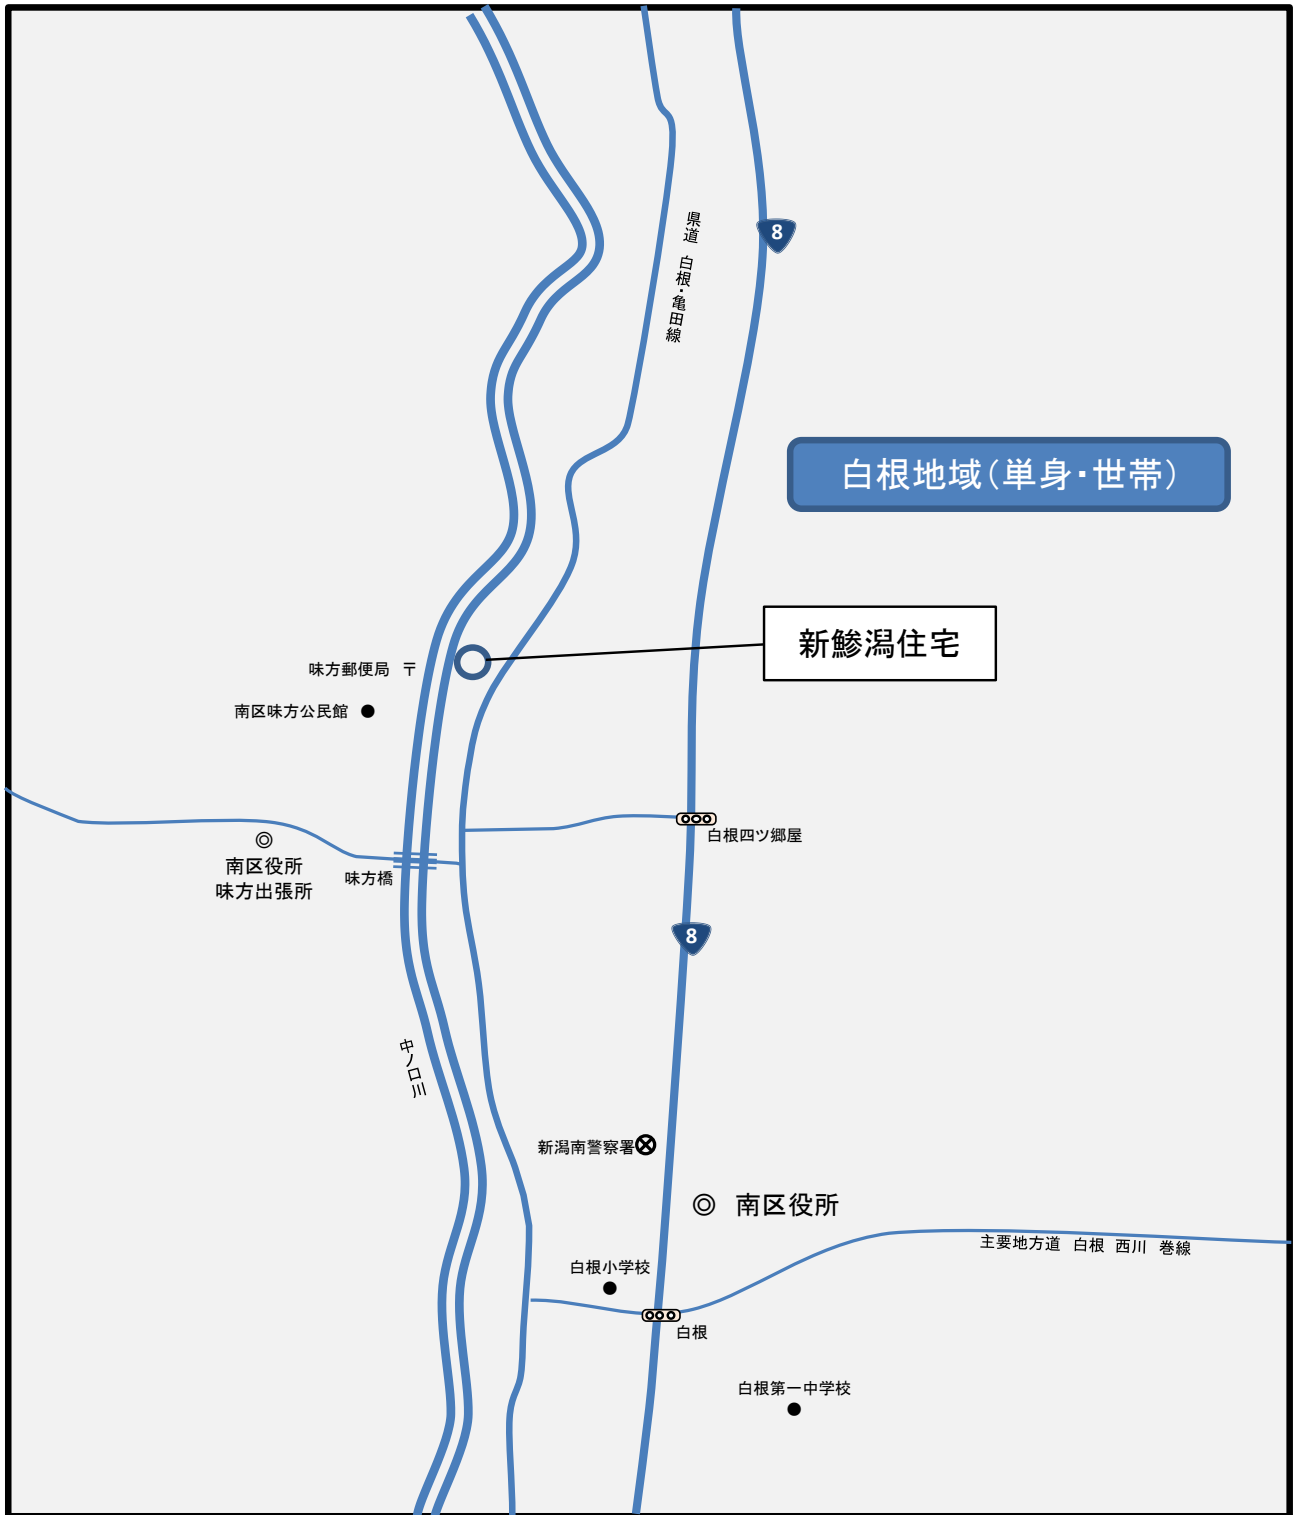 8
県道 白根・亀田線
白根地域（単身・世帯）
新鯵潟住宅
味方郵便局 〒
南区味方公民館
白根四ツ郷屋
南区役所
味方出張所
味方橋
8
中ノ口川
新潟南警察署
南区役所
主要地方道 白根 西川 巻線
白根小学校
白根
白根第一中学校